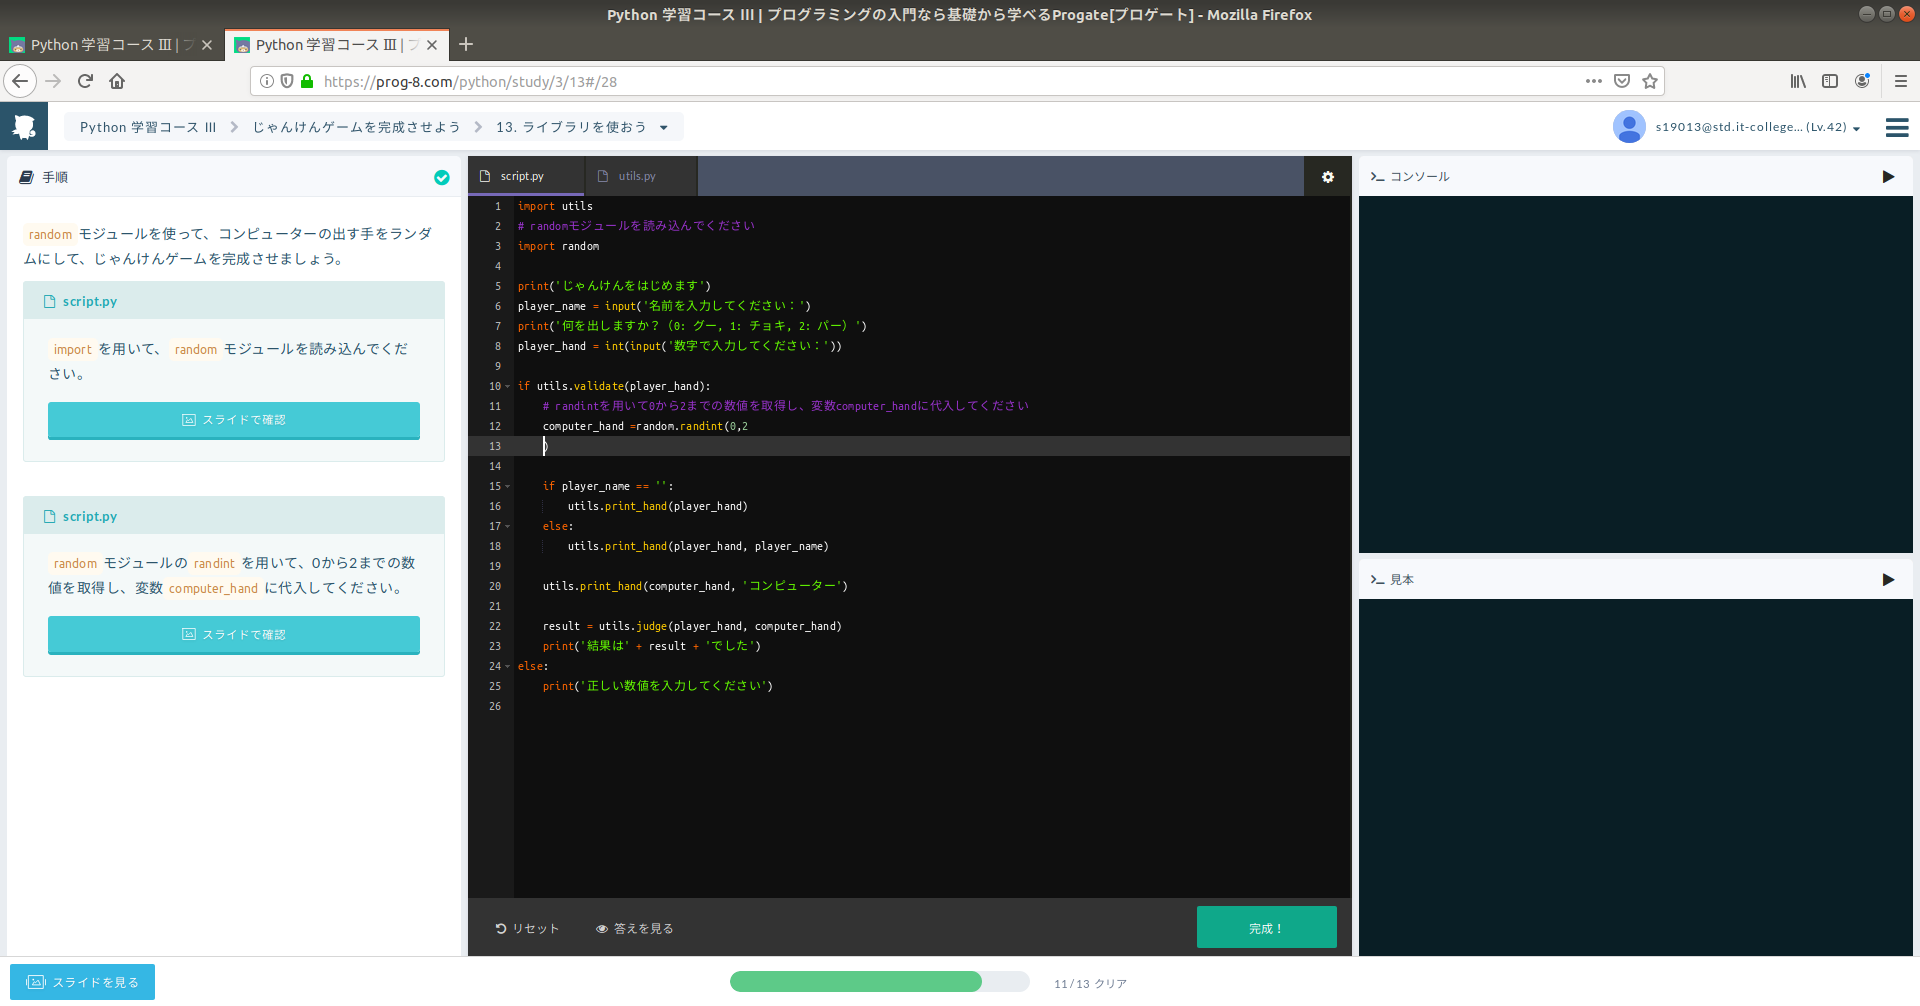 Python 学習コース III | プログラミングの入門なら基礎から学べるProgate[プロゲート] - Mozilla Firefox
Python 学習コース III | プ
Python 学習コース III | プ
https://prog-8.com/python/study/3/13#/28
Python 学習コース III
じゃんけんゲームを完成させよう
13. ライブラリを使おう
s19013@std.it-college... (Lv.42)
手順
random モジュールを使って、コンピューターの出す手をランダ
ムにして、じゃんけんゲームを完成させましょう。
script.py
import を用いて、 random モジュールを読み込んでくだ
さい。
スライドで確認
script.py
random モジュールの randint を用いて、0から2までの数
値を取得し、変数 computer_hand に代入してください。
スライドで確認
script.py
utils.py
1 import utils
2 # randomモジュールを読み込んでください
3 import random
4
5 print('じゃんけんをはじめます')
6 player_name = input('名前を入力してください：')
7 print('何を出しますか？（0: グー, 1: チョキ, 2: パー）')
8 player_hand = int(input('数字で入力してください：'))
9
10 if utils.validate(player_hand):
11 # randintを用いて0から2までの数値を取得し、変数computer_handに代入してください
12 computer_hand =random.randint(0,2
13 )
14
15 if player_name == '':
16 utils.print_hand(player_hand)
17 else:
18 utils.print_hand(player_hand, player_name)
19
20 utils.print_hand(computer_hand, 'コンピューター')
21
22 result = utils.judge(player_hand, computer_hand)
23 print('結果は' + result + 'でした')
24 else:
25 print('正しい数値を入力してください')
26
リセット
答えを見る
完成！
コンソール
見本
スライドを見る
11/13 クリア